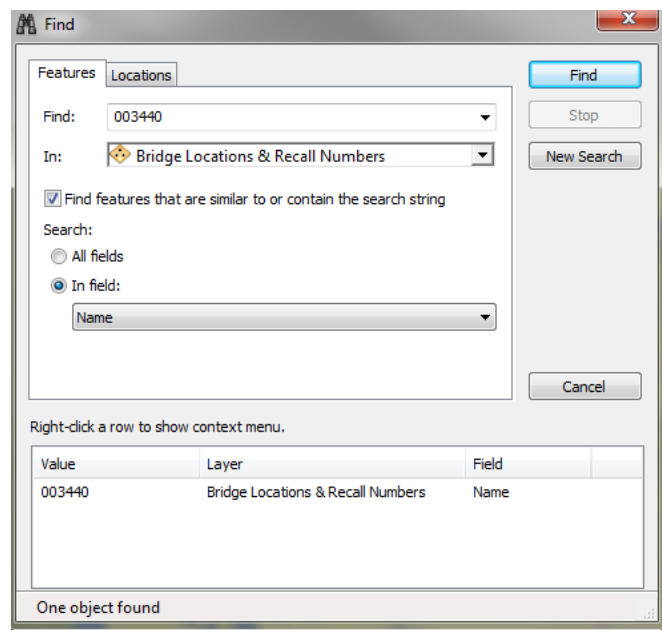 Find
Features Locations
Find
Find: 003440
Stop
In: Bridge Locations & Recall Numbers
New Search
Find features that are similar to or contain the search string
Search:
All fields
In field:
Name
Cancel
Right-click a row to show context menu.
Value Layer Field
003440 Bridge Locations & Recall Numbers Name
One object found